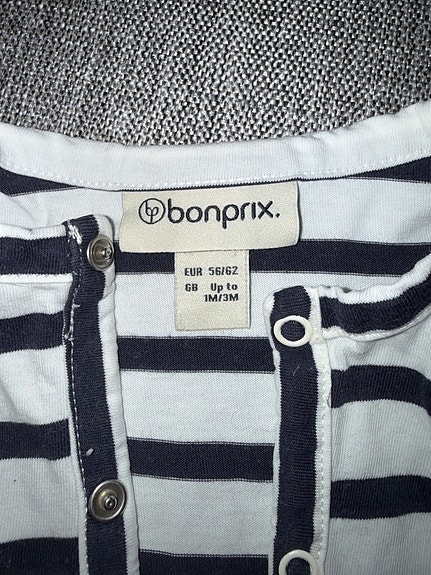 bonprix.
EUR 56/62
GB Up to
1M/3M